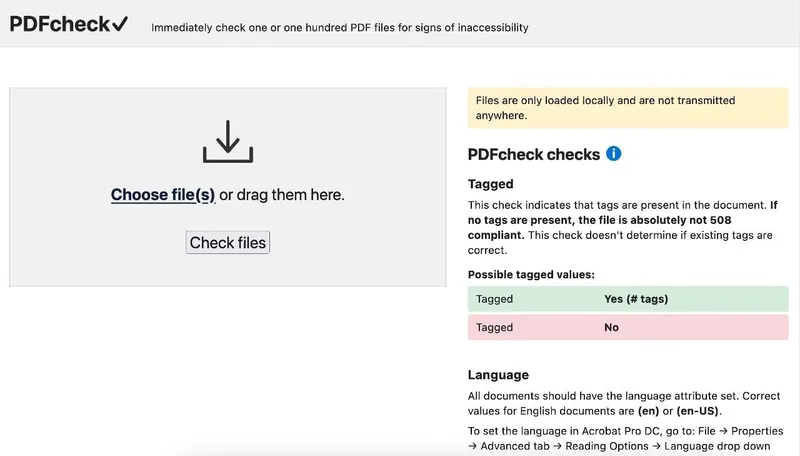 PDFcheck✓
Immediately check one or one hundred PDF files for signs of inaccessibility
Choose file(s) or drag them here.
Check files
Files are only loaded locally and are not transmitted
anywhere.
PDFcheck checks
Tagged
This check indicates that tags are present in the document. If
no tags are present, the file is absolutely not 508
compliant. This check doesn't determine if existing tags are
correct.
Possible tagged values:
Tagged Yes (# tags)
Tagged No
Language
All documents should have the language attribute set. Correct
values for English documents are (en) or (en-US).
To set the language in Acrobat Pro DC, go to: File → Properties
→ Advanced tab → Reading Options → Language drop down